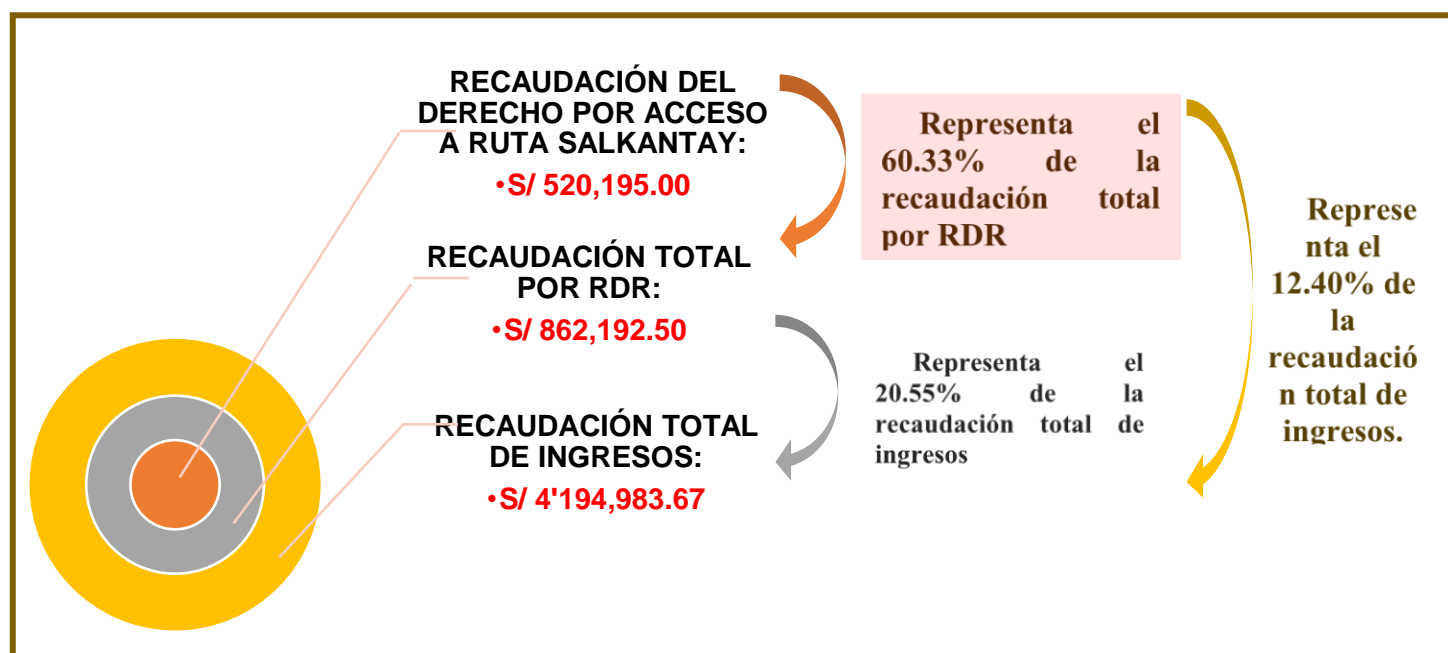 RECAUDACIÓN DEL
DERECHO POR ACCESO
A RUTA SALKANTAY:
•S/ 520,195.00
RECAUDACIÓN TOTAL
POR RDR:
•S/ 862,192.50
RECAUDACIÓN TOTAL
DE INGRESOS:
•S/ 4'194,983.67
Representa el
60.33% de la
recaudación total
por RDR
Representa el
20.55% de la
recaudación total de
ingresos
Represe
nta el
12.40% de
la
recaudació
n total de
ingresos.